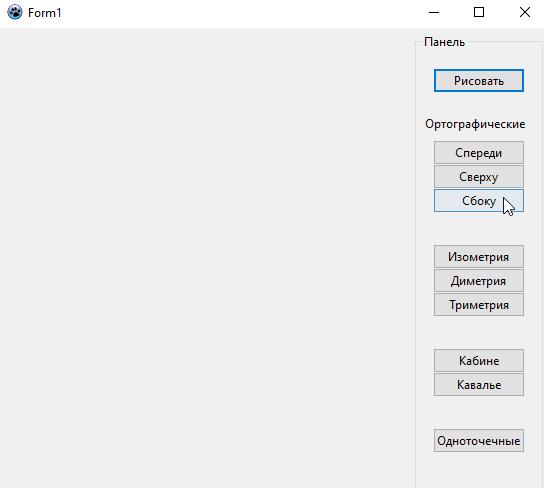 Form1
Панель
Рисовать
Ортографические
Спереди
Сверху
Сбоку
Изометрия
Диметрия
Триметрия
Кабине
Кавалье
Одноточечные